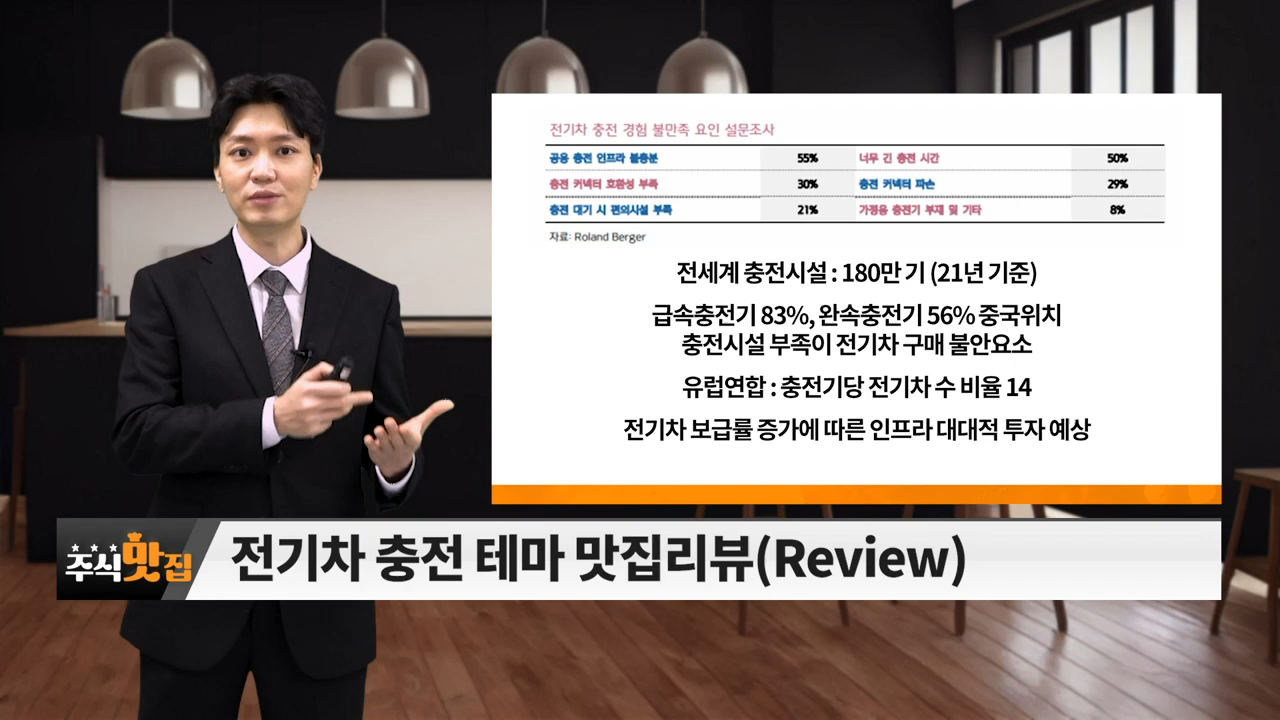 전기차 충전 경험 불만족 요인 설문조사
공용 충전 인프라 불충분 55% 너무 긴 충전 시간 50%
충전 커넥터 호환성 부족 30% 충전 커넥터 파손 29%
충전 대기 시 편의시설 부족 21% 가정용 충전기 부재 및 기타 8%
자료: Roland Berger
전세계 충전시설 : 180만 기 (21년 기준)
급속충전기 83%, 완속충전기 56% 중국위치
충전시설 부족이 전기차 구매 불안요소
유럽연합 : 충전기당 전기차 수 비율 14
전기차 보급률 증가에 따른 인프라 대대적 투자 예상
주식맛집
전기차 충전 테마 맛집리뷰(Review)